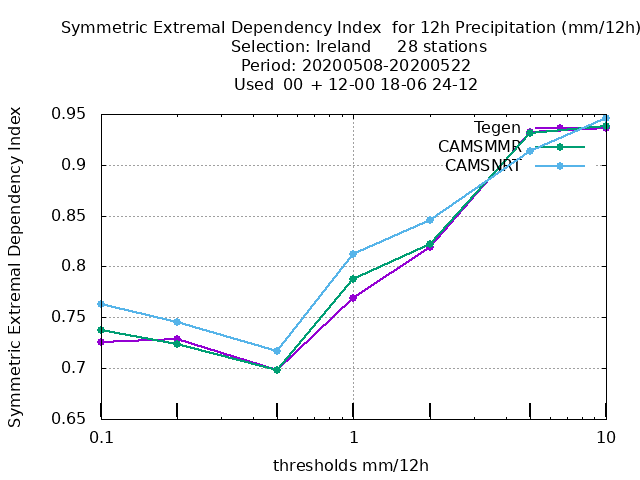 Symmetric Extremal Dependency Index  for 12h Precipitation (mm/12h)
Selection: Ireland     28 stations
Period: 20200508-20200522
Used  00  + 12-00 18-06 24-12
Symmetric Extremal Dependency Index
0.95
0.9
0.85
0.8
0.75
0.7
0.65
Tegen
CAMSMMR
CAMSNRT
0.1
1
10
thresholds mm/12h